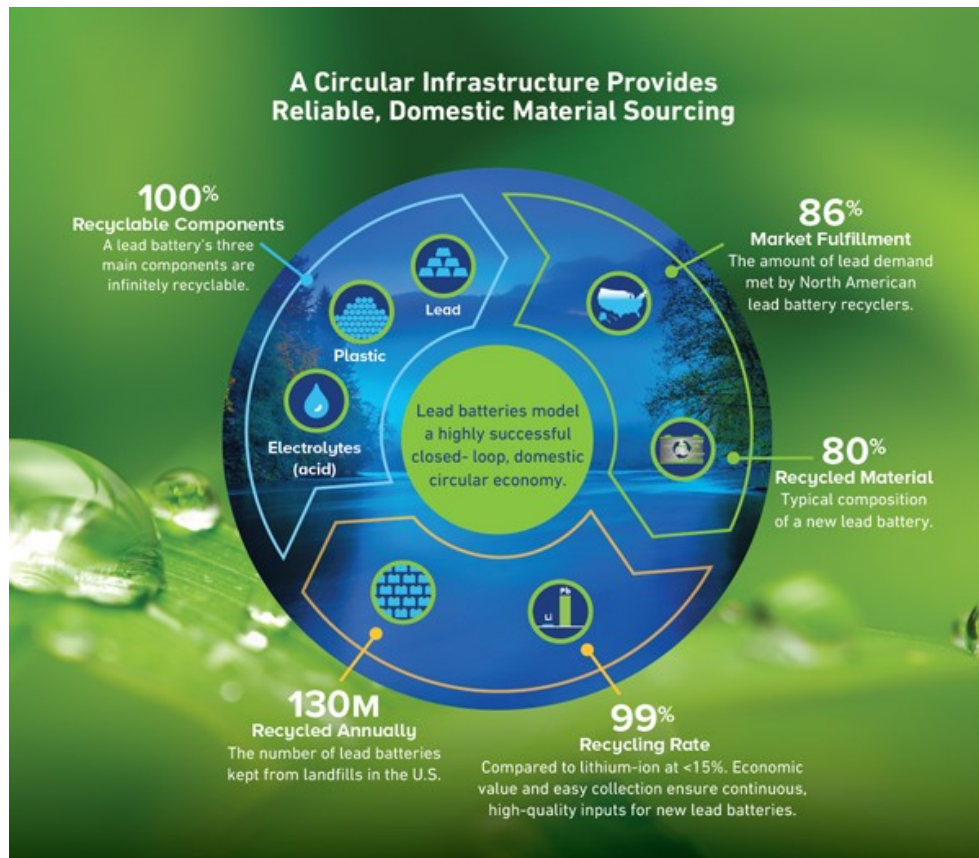 A Circular Infrastructure Provides
Reliable, Domestic Material Sourcing
100%
Recyclable Components
A lead battery's three
main components are
infinitely recyclable.
Lead
Plastic
Electrolytes
(acid)
86%
Market Fulfillment
The amount of lead demand
met by North American
lead battery recyclers.
80%
Recycled Material
Typical composition
of a new lead battery.
Lead batteries model
a highly successful
closed- loop, domestic
circular economy.
Li
Pb
130M
Recycled Annually
The number of lead batteries
kept from landfills in the U.S.
99%
Recycling Rate
Compared to lithium-ion at <15%. Economic
value and easy collection ensure continuous,
high-quality inputs for new lead batteries.